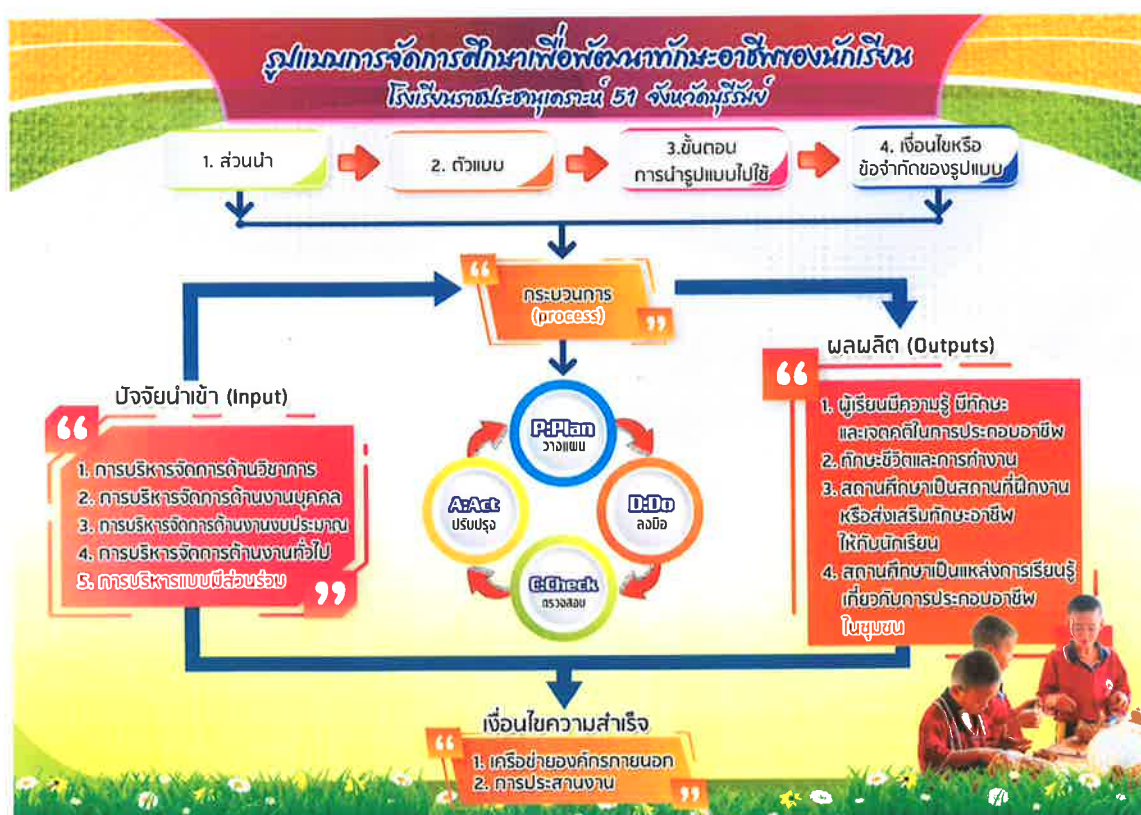 รูปแบบการจัดการศึกษาเพื่อพัฒนาทักษะอาชีพของนักเรียน
โรงเรียนราชประชานุเคราะห์ 51 จังหวัดบุรีรัมย์
1. ส่วนนำ
2. ตัวแบบ
3.ขั้นตอน
การนำรูปแบบไปใช้
4. เงื่อนไขหรือ
ข้อจำกัดของรูปแบบ
กระบวนการ
(process)
ปัจจัยนำเข้า (Input)
1. การบริหารจัดการด้านวิชาการ
2. การบริหารจัดการด้านงานบุคคล
3. การบริหารจัดการด้านงานงบประมาณ
4. การบริหารจัดการด้านงานทั่วไป
5. การบริหารแบบมีส่วนร่วม
P:Plan
วางแผน
D:Do
ลงมือ
C:Check
ตรวจสอบ
A:Act
ปรับปรุง
ผลผลิต (Outputs)
1. ผู้เรียนมีความรู้ มีทักษะ
และเจตคติในการประกอบอาชีพ
2. ทักษะชีวิตและการทำงาน
3. สถานศึกษาเป็นสถานที่ฝึกงาน
หรือส่งเสริมทักษะอาชีพ
ให้กับนักเรียน
4. สถานศึกษาเป็นแหล่งการเรียนรู้
เกี่ยวกับการประกอบอาชีพ
ในชุมชน
เงื่อนไขความสำเร็จ
1. เครือข่ายองค์กรภายนอก
2. การประสานงาน